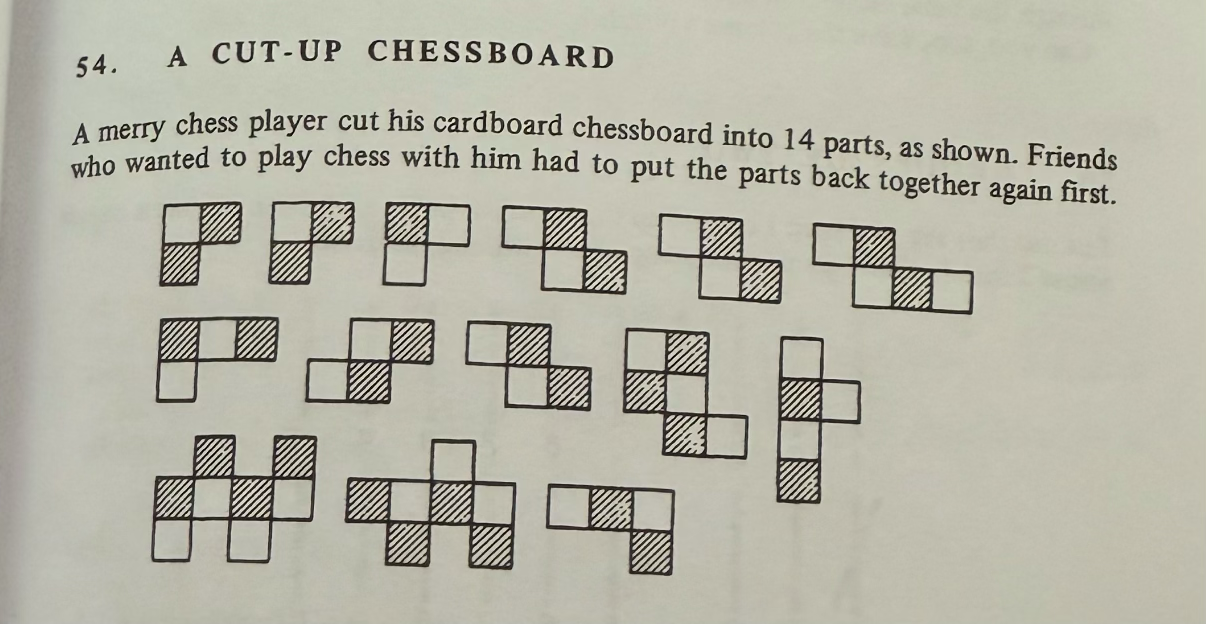 54. A CUT-UP CHESSBOARD
A merry chess player cut his cardboard chessboard into 14 parts, as shown. Friends
who wanted to play chess with him had to put the parts back together again first.